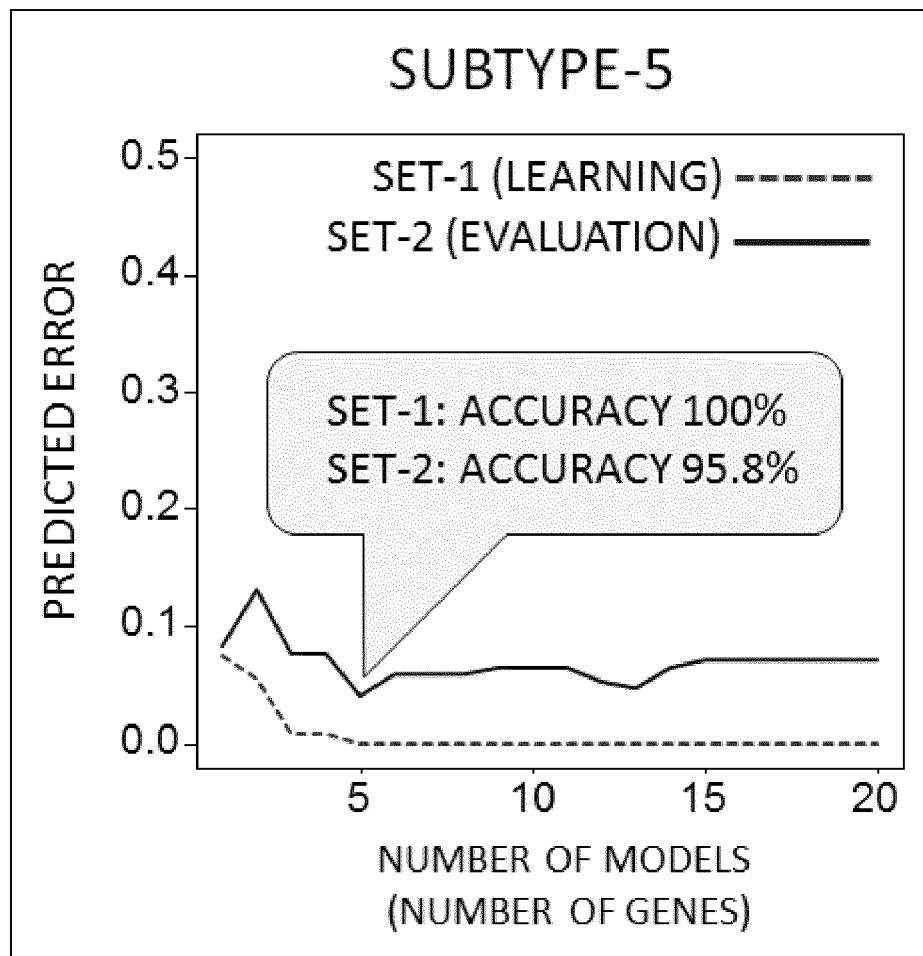 SUBTYPE-5
0.5
SET-1 (LEARNING)
SET-2 (EVALUATION)
0.4
0.3
SET-1: ACCURACY 100%
SET-2: ACCURACY 95.8%
0.2
0.1
0.0
PREDICTED ERROR
5 10 15 20
NUMBER OF MODELS
(NUMBER OF GENES)